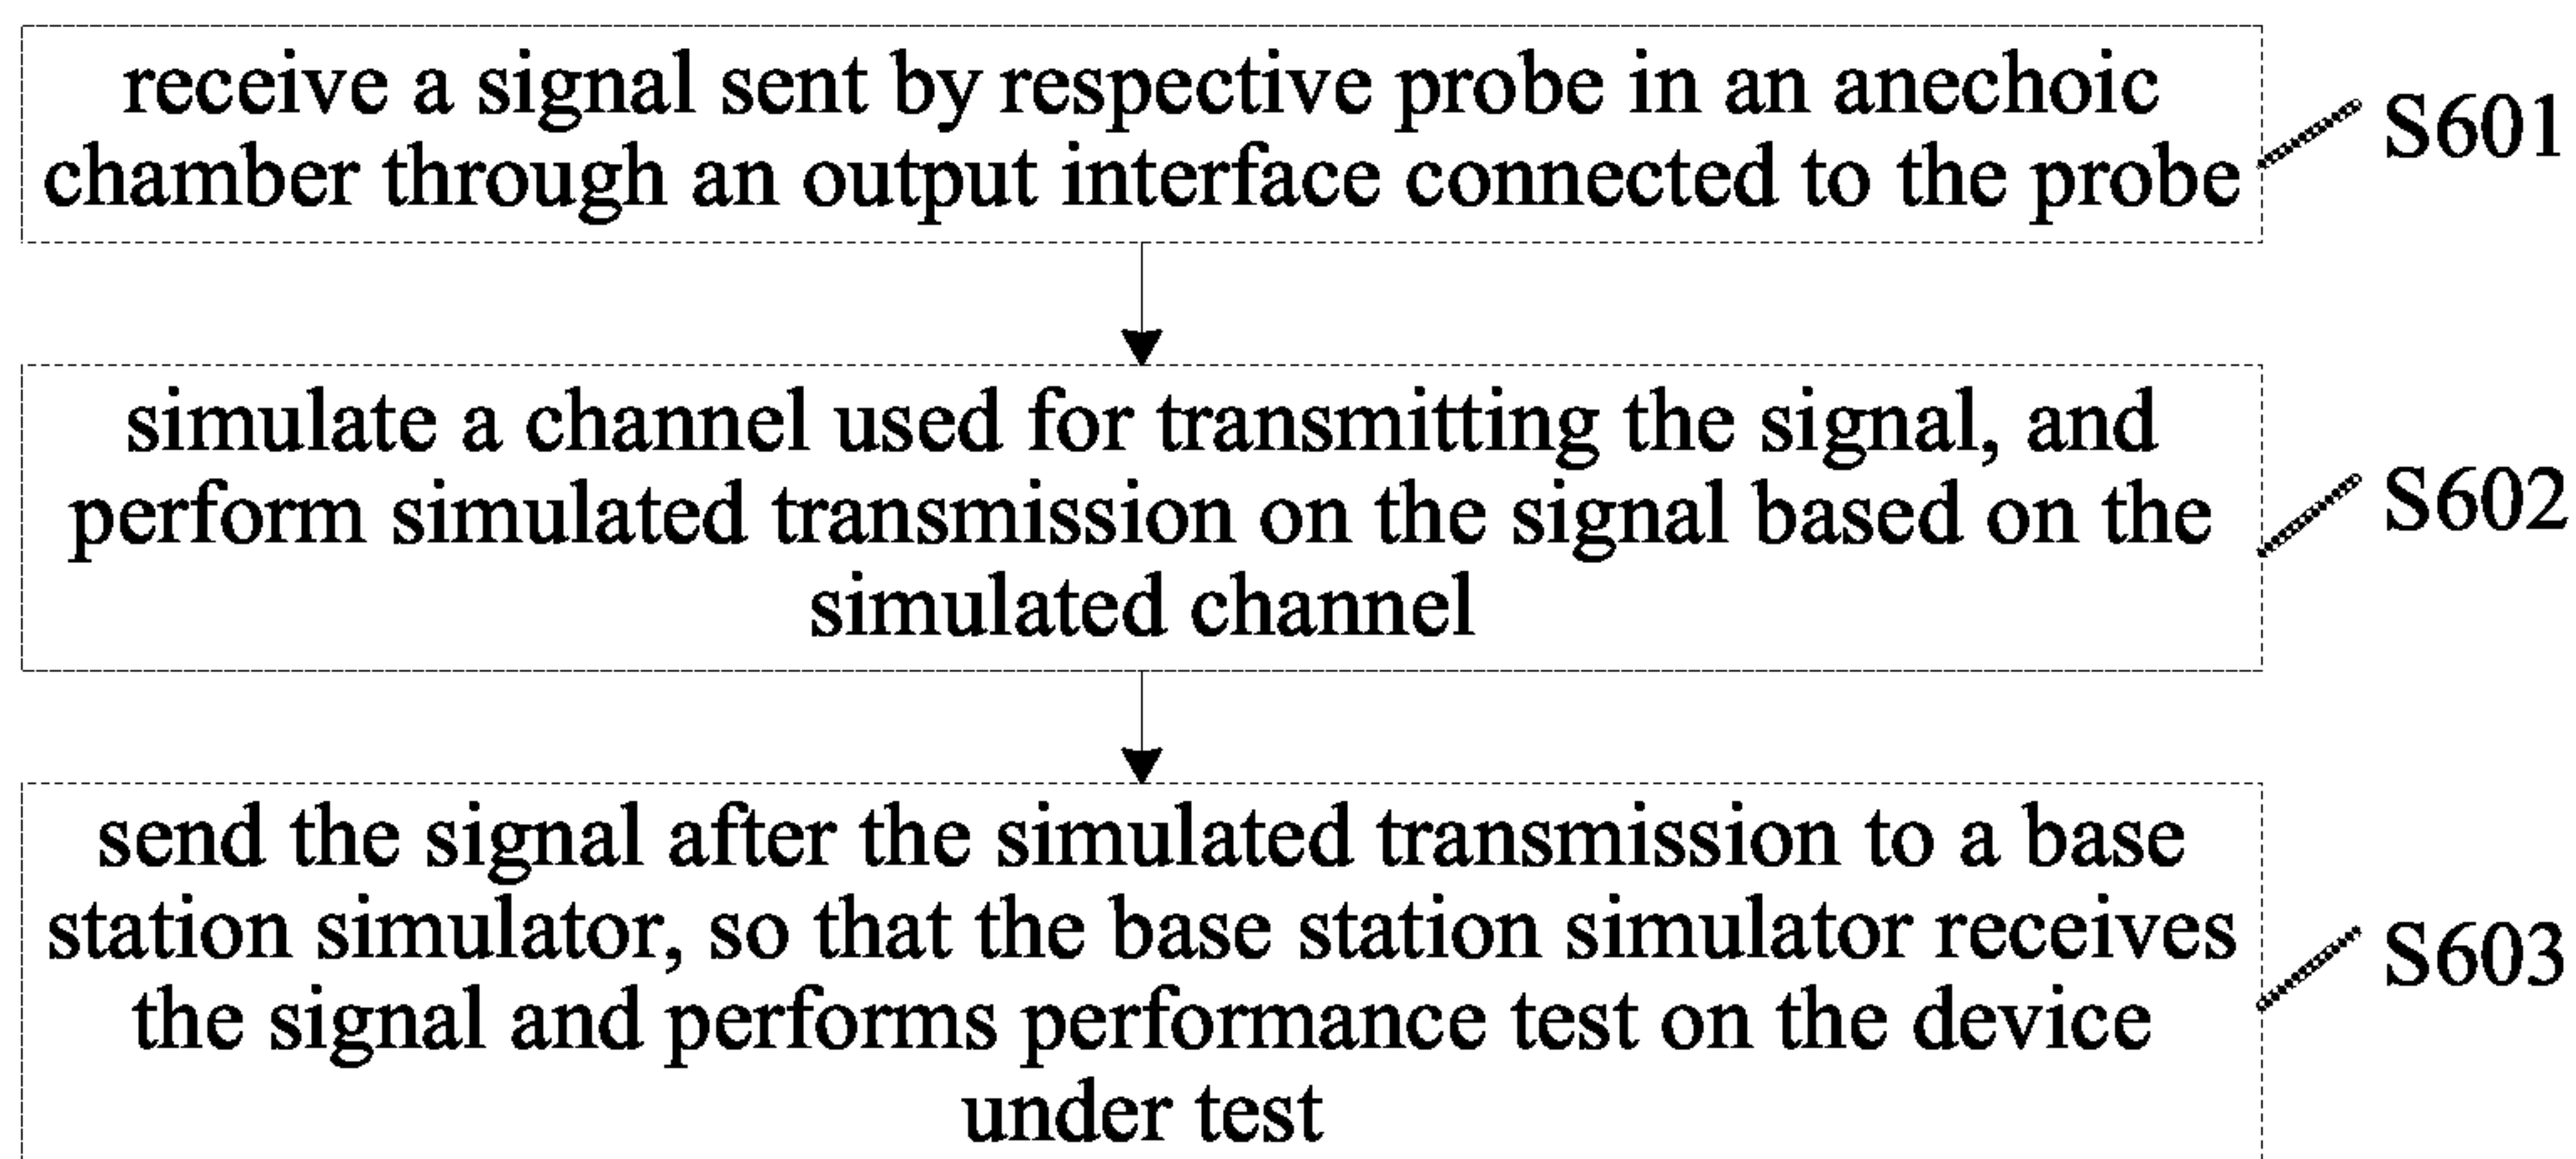 receive a signal sent by respective probe in an anechoic
chamber through an output interface connected to the probe
S601
simulate a channel used for transmitting the signal, and
perform simulated transmission on the signal based on the
simulated channel
S602
send the signal after the simulated transmission to a base
station simulator, so that the base station simulator receives
the signal and performs performance test on the device
under test
S603